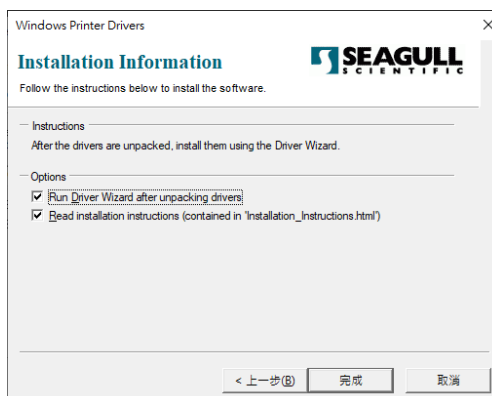 Windows Printer Drivers
Installation Information
SEAGULL
SCIENTIFIC
Follow the instructions below to install the software.
Instructions
After the drivers are unpacked, install them using the Driver Wizard.
Options
Run Driver Wizard after unpacking drivers
Read installation instructions (contained in 'Installation_Instructions.html')
< 上一步(B)
完成
取消